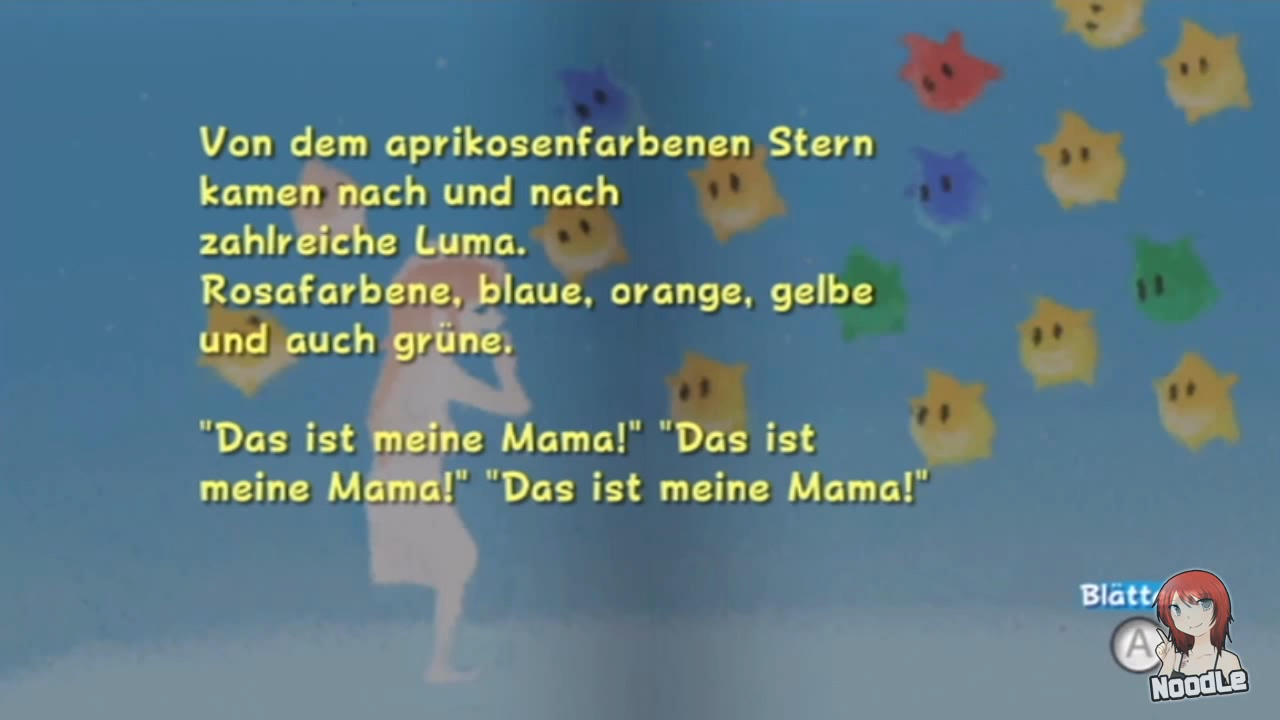 Von dem aprikosenfarbenen Stern
kamen nach und nach
zahlreiche Luma.
Rosafarbene, blaue, orange, gelbe
und auch grüne.
"Das ist meine Mama!" "Das ist
meine Mama!" "Das ist meine Mama!"
A
NOODLE